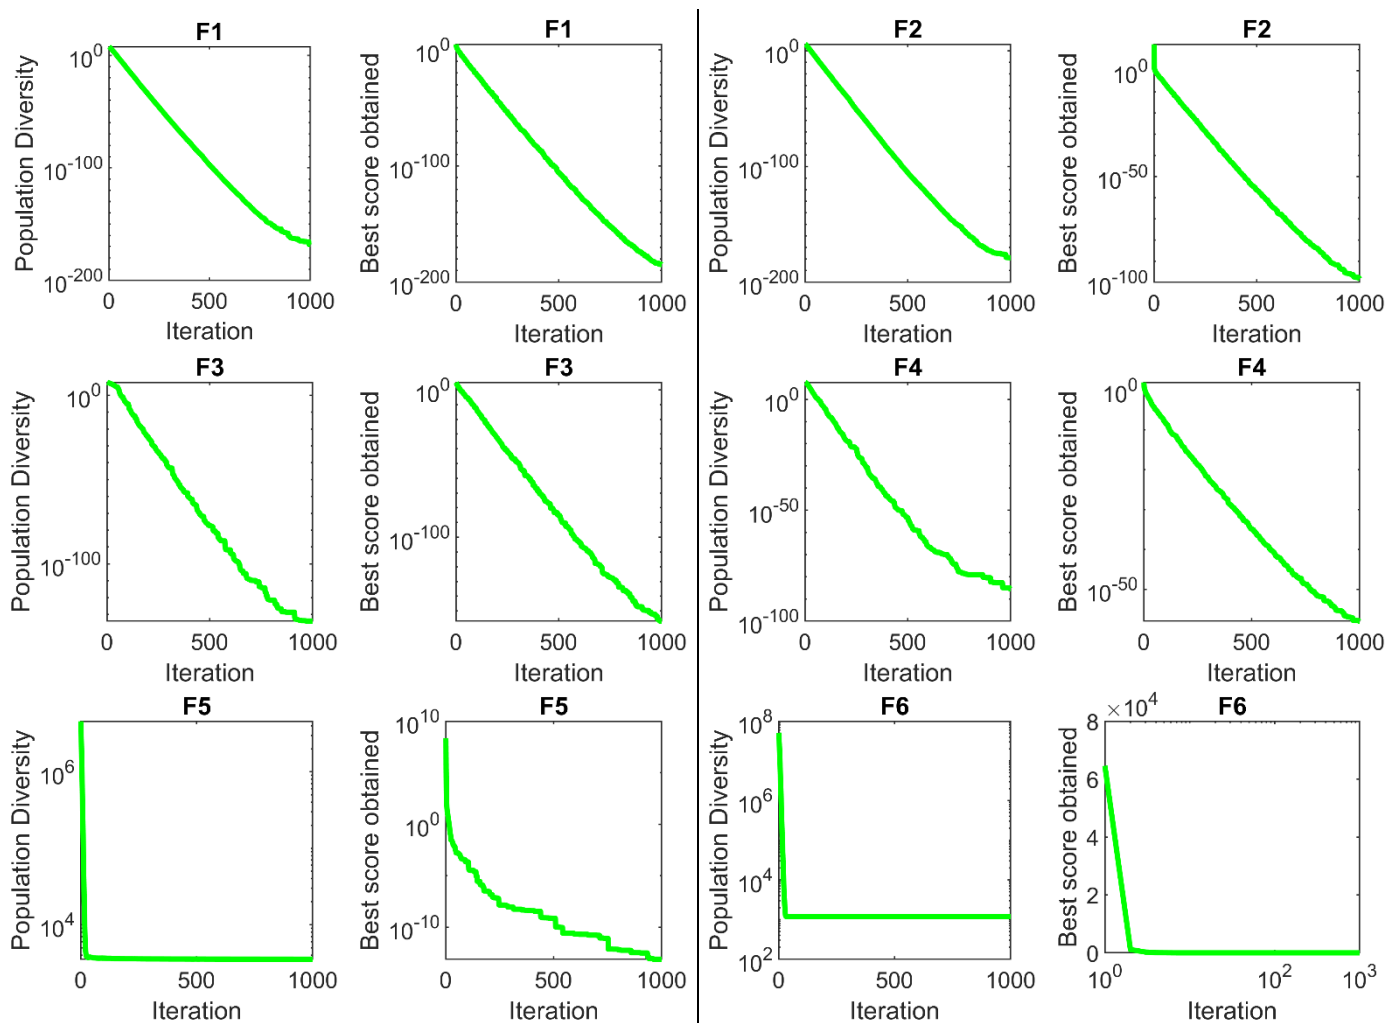 F1
Population Diversity
10^0
10^-100
10^-200
0 500 1000
Iteration
F1
Best score obtained
10^0
10^-100
10^-200
0 500 1000
Iteration
F2
Population Diversity
10^0
10^-100
10^-200
0 500 1000
Iteration
F2
Best score obtained
10^0
10^-50
10^-100
0 500 1000
Iteration
F3
Population Diversity
10^0
10^-100
0 500 1000
Iteration
F3
Best score obtained
10^0
10^-100
0 500 1000
Iteration
F4
Population Diversity
10^0
10^-50
10^-100
0 500 1000
Iteration
F4
Best score obtained
10^0
10^-50
0 500 1000
Iteration
F5
Population Diversity
10^6
10^4
0 500 1000
Iteration
F5
Best score obtained
10^10
10^0
10^-10
0 500 1000
Iteration
F6
Population Diversity
10^8
10^6
10^4
10^2
0 500 1000
Iteration
F6
×10^4
Best score obtained
8
6
4
2
0
10^0 10^2 10^3
Iteration